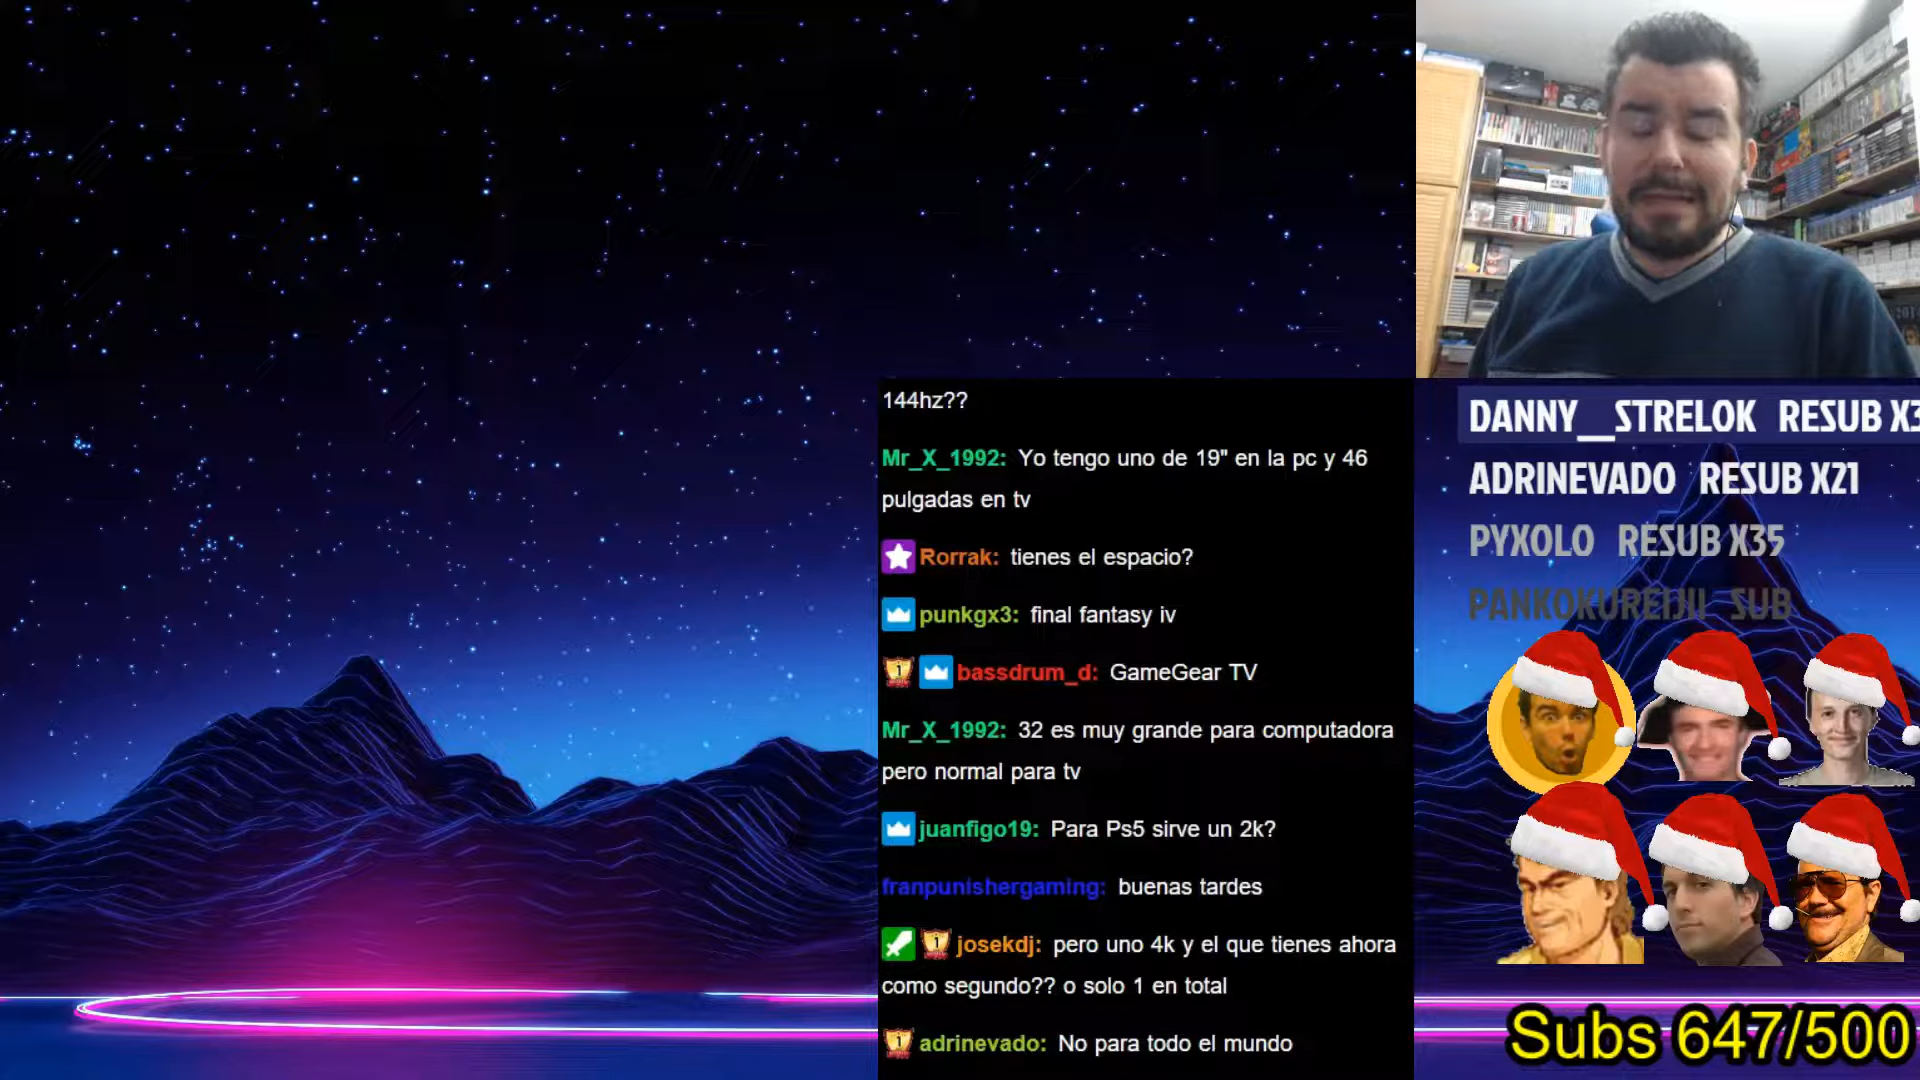 144hz??
Mr_X_1992: Yo tengo uno de 19" en la pc y 46
pulgadas en tv
Rorrak: tienes el espacio?
punkgx3: final fantasy iv
bassdrum_d: GameGear TV
Mr_X_1992: 32 es muy grande para computadora
pero normal para tv
juanfigo19: Para Ps5 sirve un 2k?
franpunishergaming: buenas tardes
josekdj: pero uno 4k y el que tienes ahora
como segundo?? o solo 1 en total
adrinevado: No para todo el mundo
DANNY__STRELOK RESUB X3
ADRINEVADO RESUB X21
PYXOLO RESUB X35
PANKOKUREIJII SUB
Subs 647/500